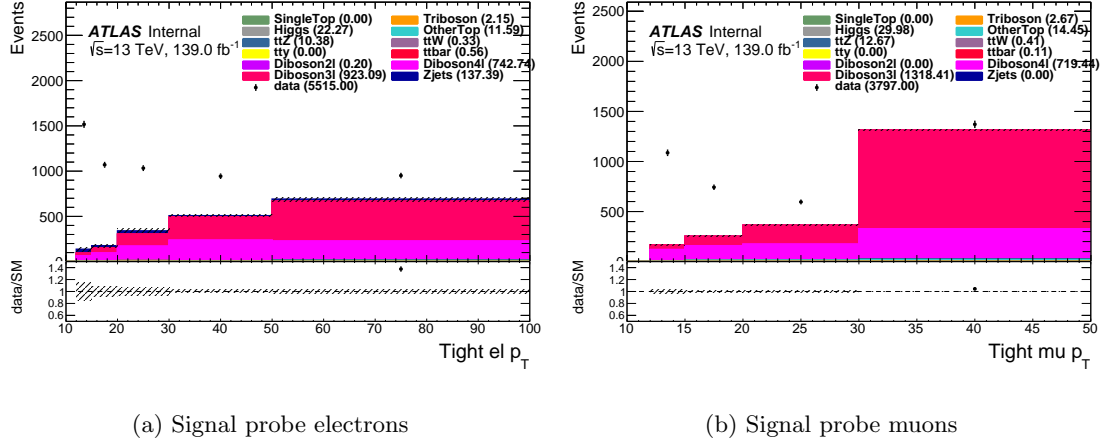 Events
ATLAS Internal
√s=13 TeV, 139.0 fb-1
SingleTop (0.00)
Triboson (2.15)
Higgs (22.27)
OtherTop (11.59)
ttZ (10.38)
ttW (0.33)
tty (0.00)
ttbar (0.56)
Diboson2l (0.20)
Diboson4l (742.74)
Diboson3l (923.09)
Zjets (137.39)
data (5515.00)
2500
2000
1500
1000
500
0
data/SM
1.4
1.2
1
0.8
0.6
10 20 30 40 50 60 70 80 90 100
Tight el pT
Events
ATLAS Internal
√s=13 TeV, 139.0 fb-1
SingleTop (0.00)
Triboson (2.67)
Higgs (29.98)
OtherTop (14.45)
ttZ (12.67)
ttW (0.41)
tty (0.00)
ttbar (0.11)
Diboson2l (0.00)
Diboson4l (719.44)
Diboson3l (1318.41)
Zjets (0.00)
data (3797.00)
2500
2000
1500
1000
500
data/SM
1.4
1.2
1
0.8
0.6
10 15 20 25 30 35 40 45 50
Tight mu pT
(a) Signal probe electrons
(b) Signal probe muons